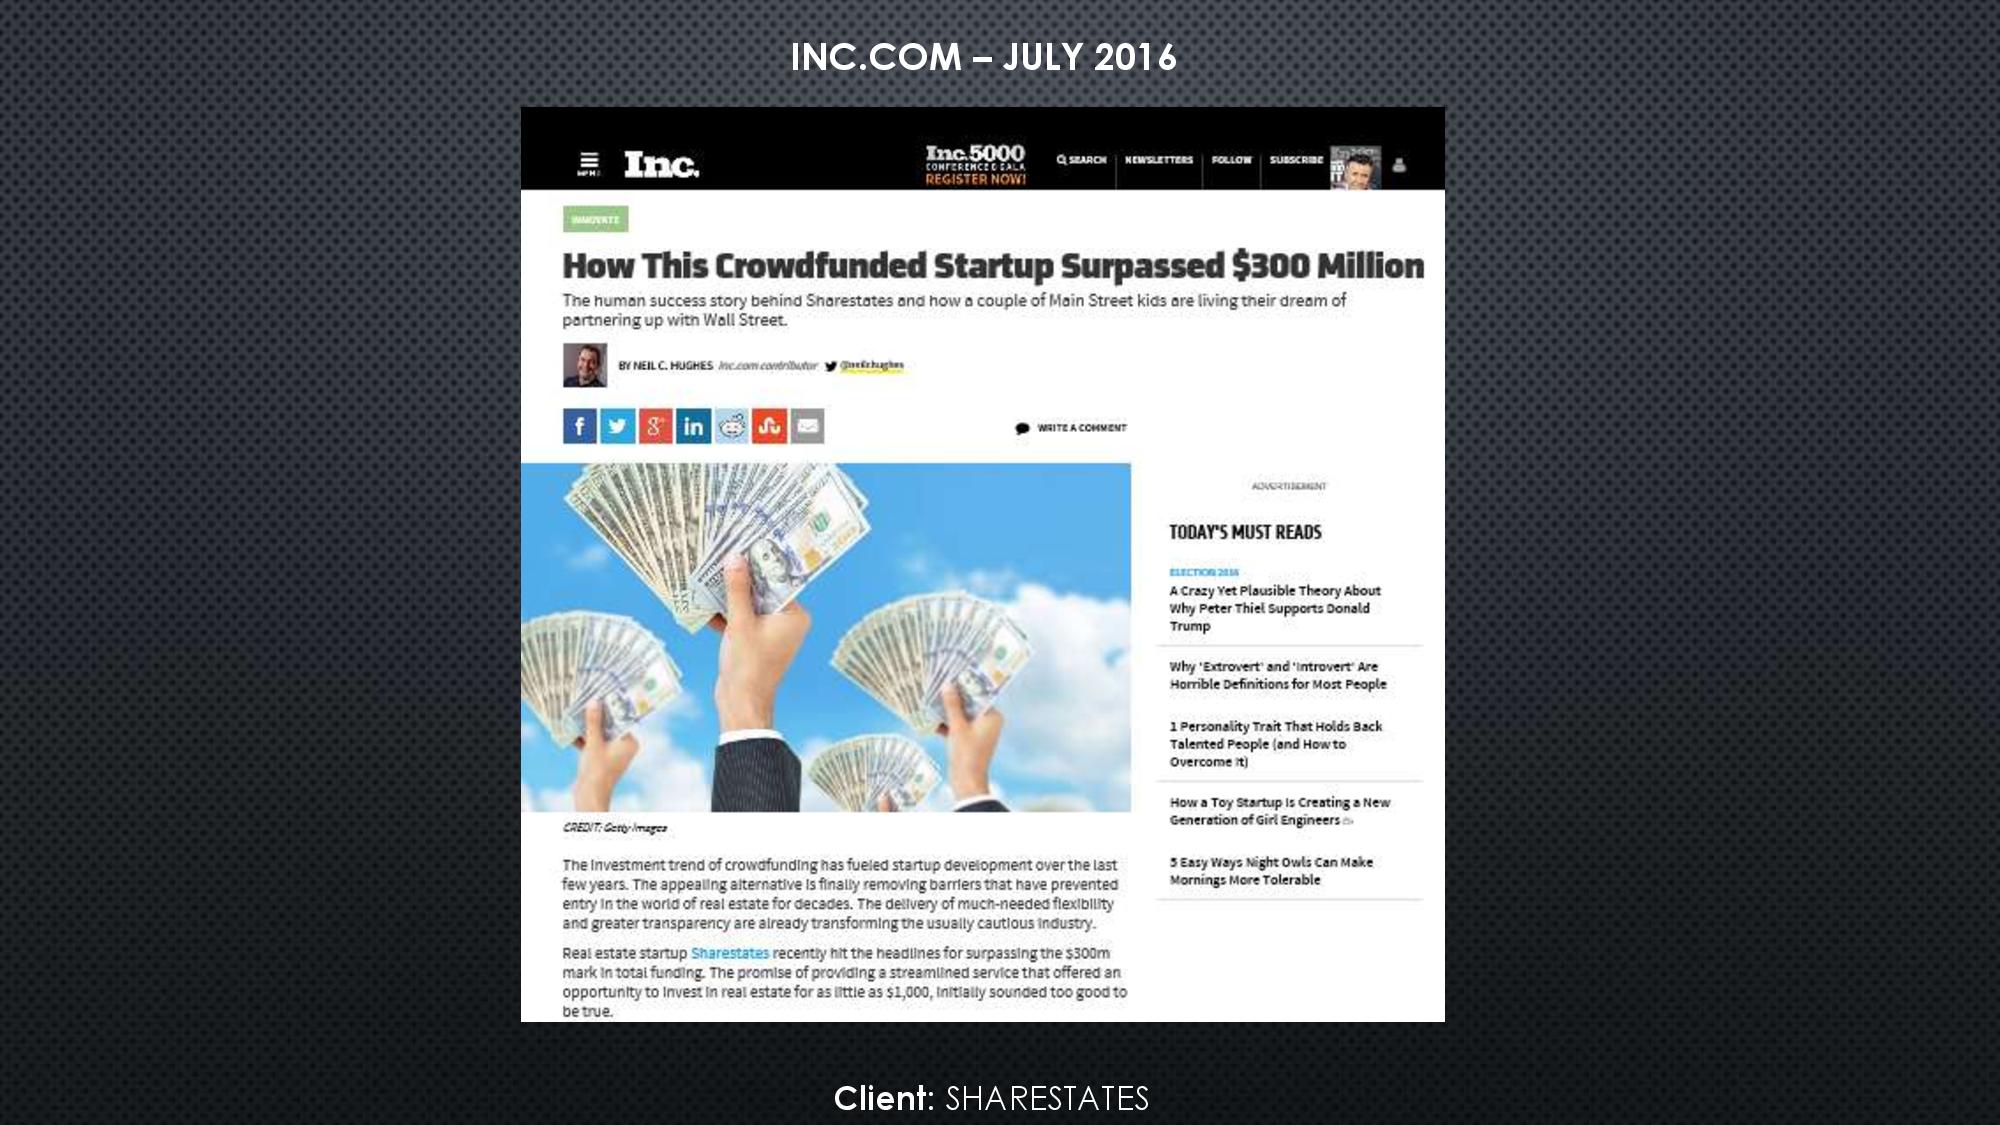 INC.COM – JULY 2016
MENU
Inc.
Inc.5000
CONFERENCE & GALA
REGISTER NOW!
SEARCH
NEWSLETTERS
FOLLOW
SUBSCRIBE
INNOVATE
How This Crowdfunded Startup Surpassed $300 Million
The human success story behind Sharestates and how a couple of Main Street kids are living their dream of
partnering up with Wall Street.
BY NEIL C. HUGHES Inc.com contributor @neilchughes
WRITE A COMMENT
CREDIT: Getty Images
The investment trend of crowdfunding has fueled startup development over the last
few years. The appealing alternative is finally removing barriers that have prevented
entry in the world of real estate for decades. The delivery of much-needed flexibility
and greater transparency are already transforming the usually cautious industry.
Real estate startup Sharestates recently hit the headlines for surpassing the $300m
mark in total funding. The promise of providing a streamlined service that offered an
opportunity to invest in real estate for as little as $1,000, initially sounded too good to
be true.
ADVERTISEMENT
TODAY'S MUST READS
ELECTION 2016
A Crazy Yet Plausible Theory About
Why Peter Thiel Supports Donald
Trump
Why 'Extrovert' and 'Introvert' Are
Horrible Definitions for Most People
1 Personality Trait That Holds Back
Talented People (and How to
Overcome It)
How a Toy Startup Is Creating a New
Generation of Girl Engineers
5 Easy Ways Night Owls Can Make
Mornings More Tolerable
Client: SHARESTATES